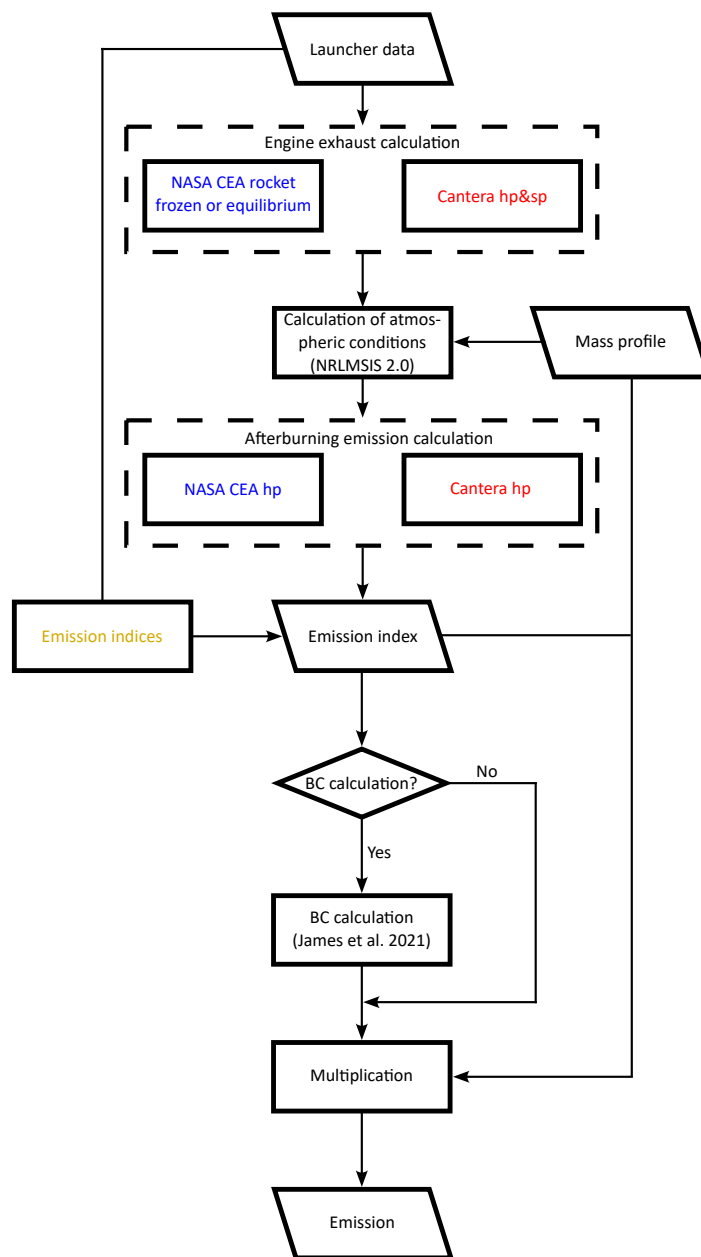 Launcher data
Engine exhaust calculation
NASA CEA rocket
frozen or equilibrium
Cantera hp&sp
Calculation of atmos-
pheric conditions
(NRLMSIS 2.0)
Mass profile
Afterburning emission calculation
NASA CEA hp
Cantera hp
Emission indices
Emission index
BC calculation?
No
Yes
BC calculation
(James et al. 2021)
Multiplication
Emission